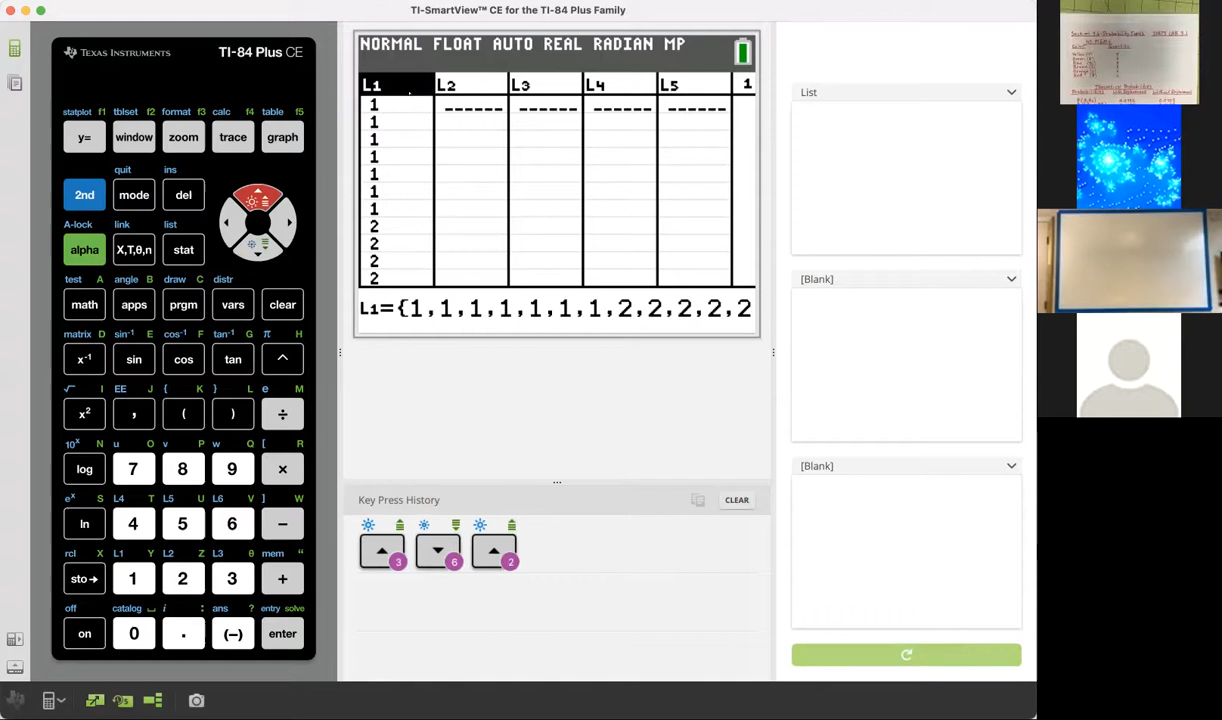 TI-SmartView™ CE for the TI-84 Plus Family
TEXAS INSTRUMENTS TI-84 Plus CE
NORMAL FLOAT AUTO REAL RADIAN MP
L1 L2 L3 L4 L5 1
1 ------ ------ ------ ------
1
1
1
1
1
1
2
2
2
2
L1={1,1,1,1,1,1,1,2,2,2,2,2
statplot f1 tblset f2 format f3 calc f4 table f5
y= window zoom trace graph
quit ins
2nd mode del
A-lock link list
alpha X,T,θ,n stat
test A angle B draw C distr
math apps prgm vars clear
matrix D sin⁻¹ E cos⁻¹ F tan⁻¹ G π H
x⁻¹ sin cos tan ^
√ I EE J { K } L e M
x² , ( ) ÷
10ˣ N u O v P w Q [ R
log 7 8 9 ×
eˣ S L4 T L5 U L6 V ] W
ln 4 5 6 −
rcl X L1 Y L2 Z L3 θ mem “
sto→ 1 2 3 +
off catalog ⎵ i : ans ? entry solve
on 0 . (−) enter
Key Press History
CLEAR
3 6 2
List
[Blank]
[Blank]